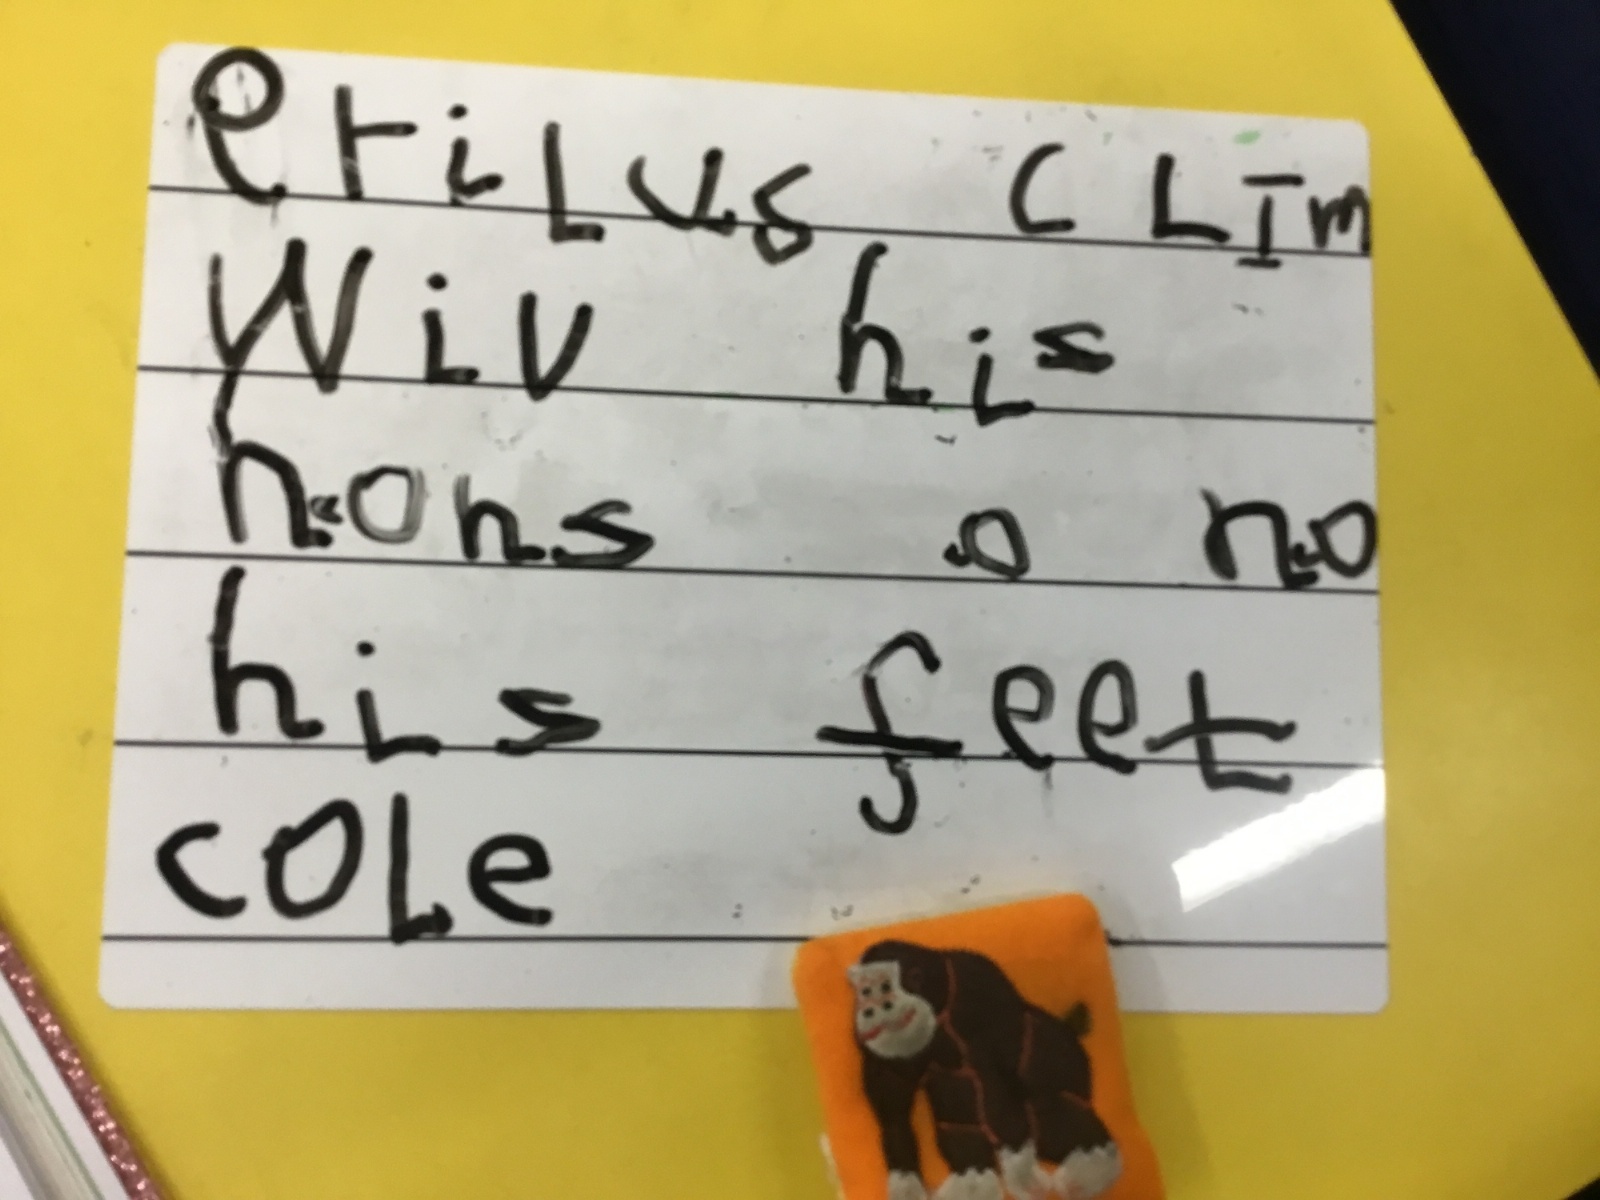 erilus CLIm
Wiv his
hons o no
his feet
cole